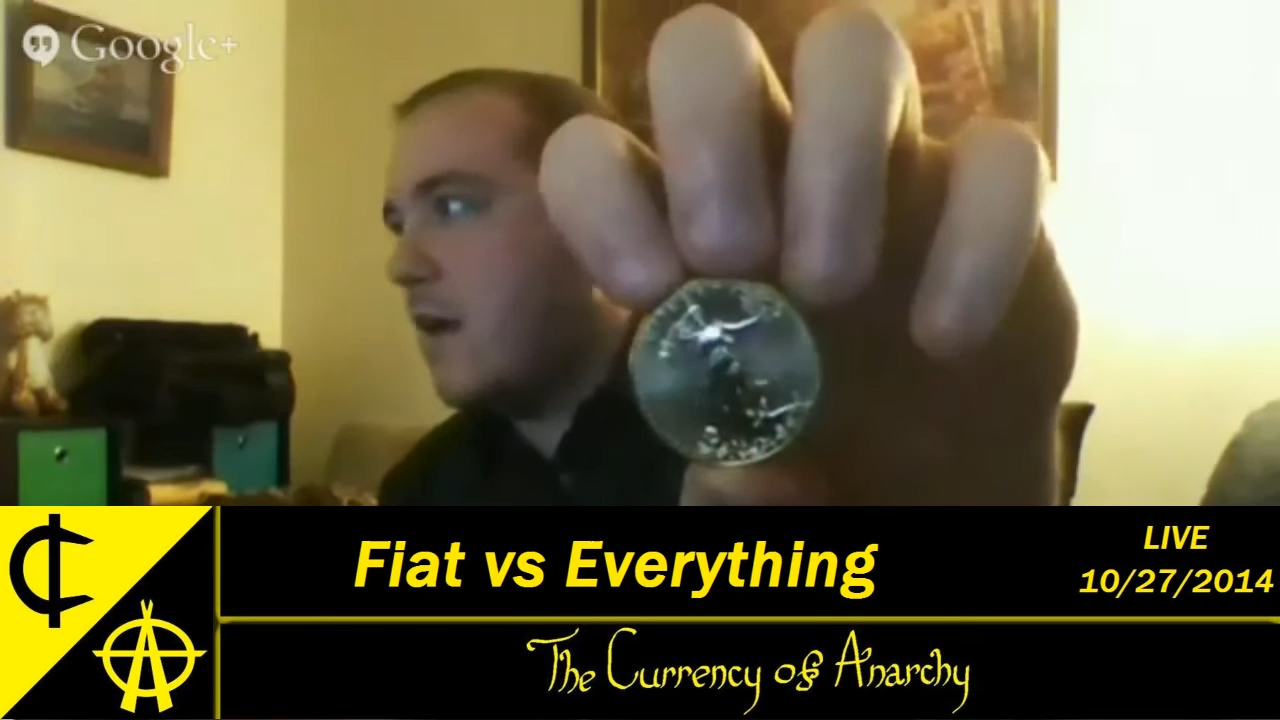 Google+
Fiat vs Everything
LIVE
10/27/2014
The Currency of Anarchy